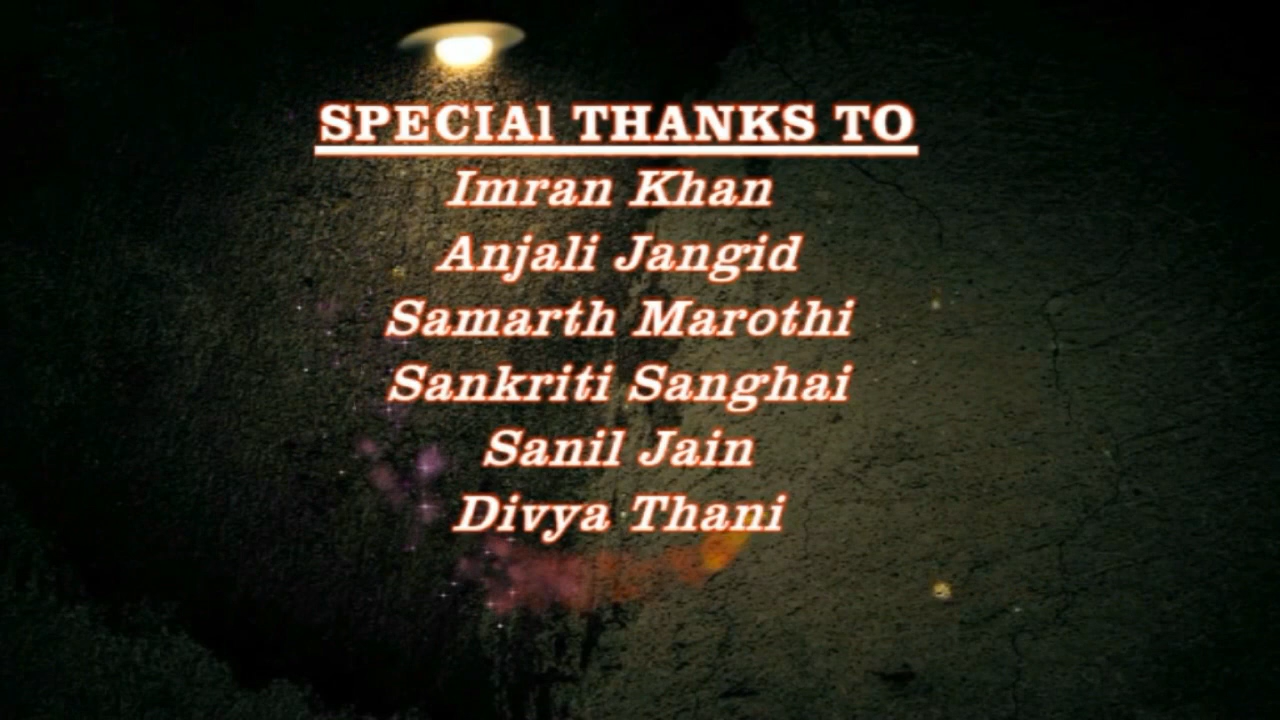 SPECIAl THANKS TO
Imran Khan
Anjali Jangid
Samarth Marothi
Sankriti Sanghai
Sanil Jain
Divya Thani